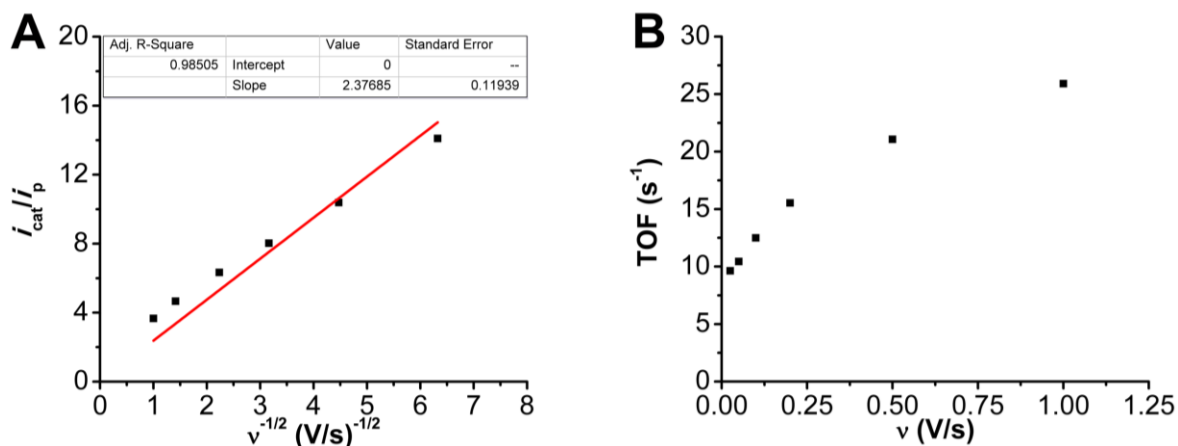 A
Adj. R-Square Value Standard Error
0.98505 Intercept 0 --
Slope 2.37685 0.11939
20
16
12
8
4
0
i_cat/i_p
0 1 2 3 4 5 6 7 8
ν^-1/2 (V/s)^-1/2
B
30
25
20
15
10
5
0
TOF (s^-1)
0.00 0.25 0.50 0.75 1.00 1.25
ν (V/s)